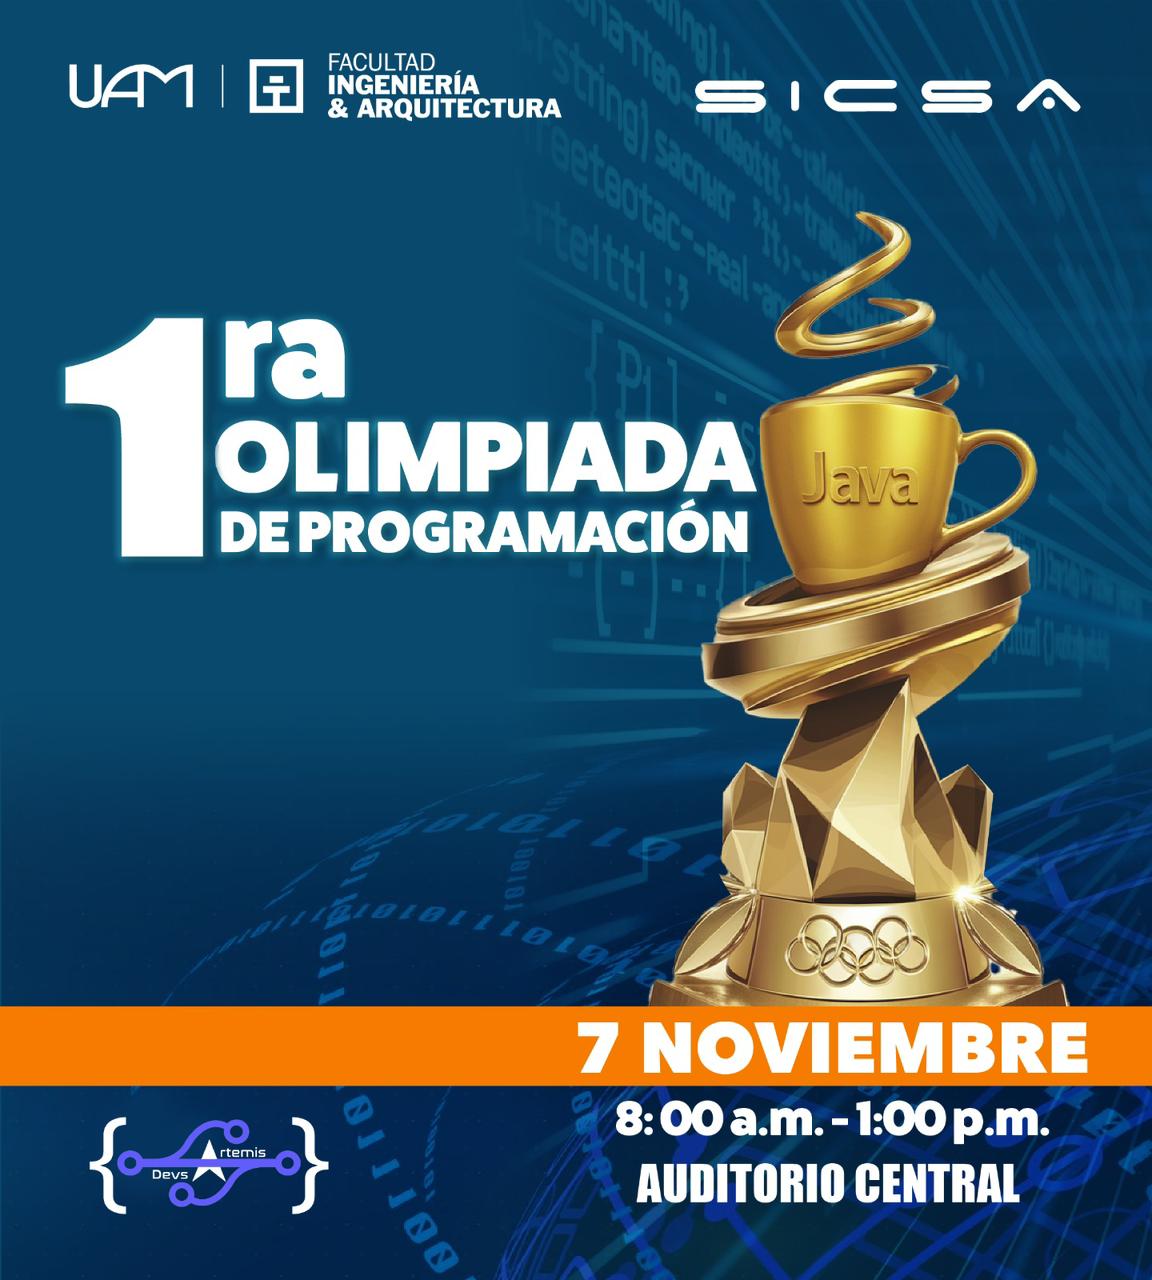 UAM
FACULTAD
INGENIERÍA
& ARQUITECTURA
SICSA
1ra
OLIMPIADA
DE PROGRAMACIÓN
Java
7 NOVIEMBRE
8:00 a.m. - 1:00 p.m.
AUDITORIO CENTRAL
{ Devs Artemis }